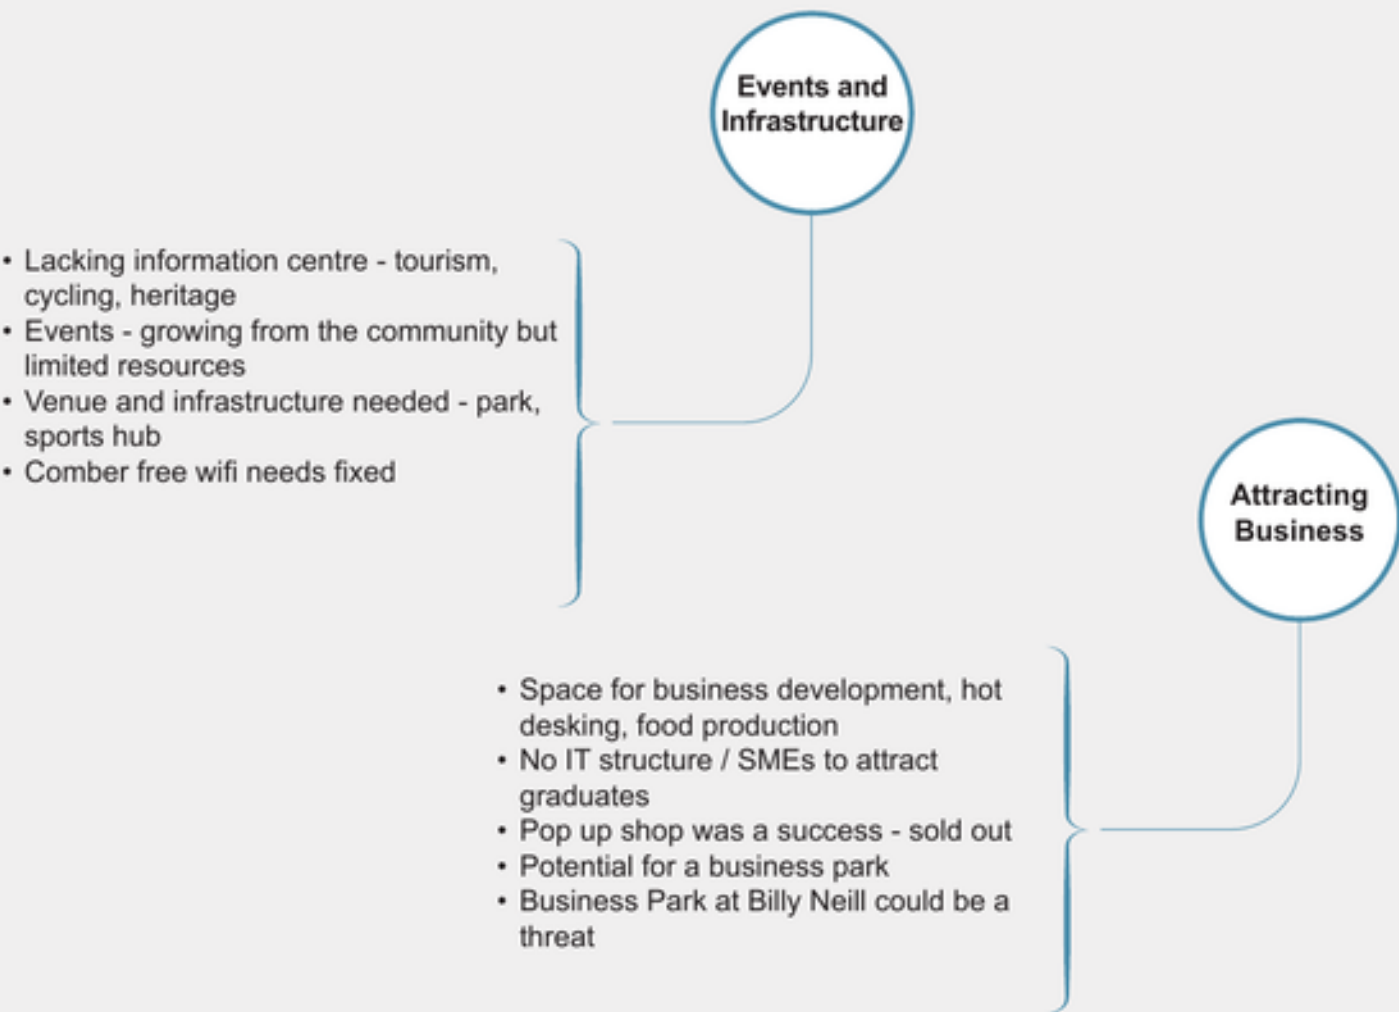 Events and
Infrastructure
• Lacking information centre - tourism,
cycling, heritage
• Events - growing from the community but
limited resources
• Venue and infrastructure needed - park,
sports hub
• Comber free wifi needs fixed
Attracting
Business
• Space for business development, hot
desking, food production
• No IT structure / SMEs to attract
graduates
• Pop up shop was a success - sold out
• Potential for a business park
• Business Park at Billy Neill could be a
threat